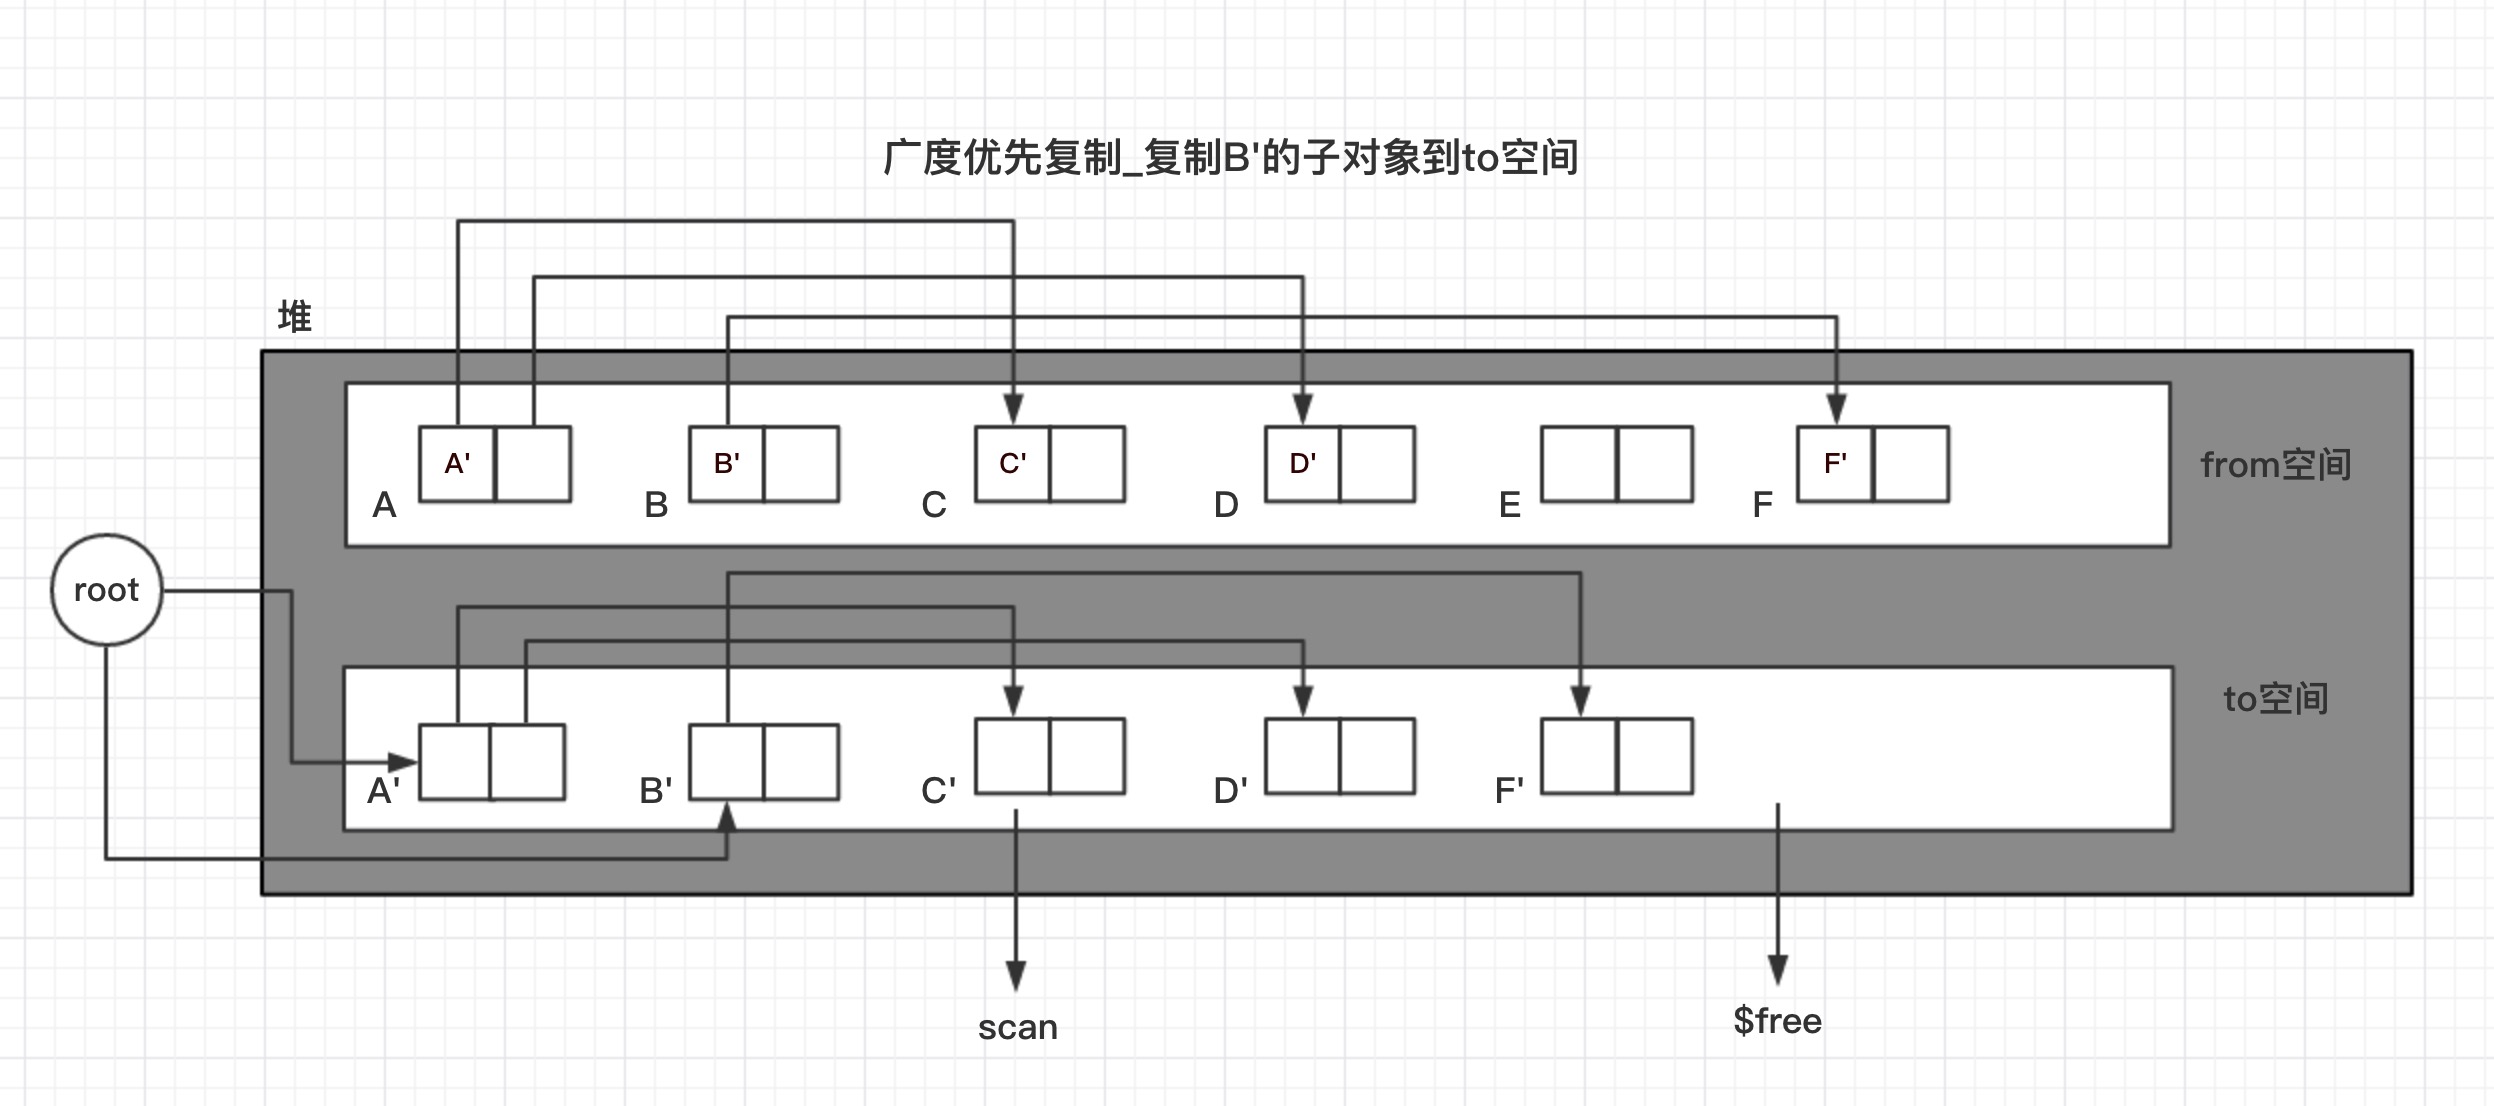 广度优先复制_复制B'的子对象到to空间
堆
A' B' C' D' F'
A B C D E F
from空间
root
to空间
A' B' C' D' F'
scan
$free